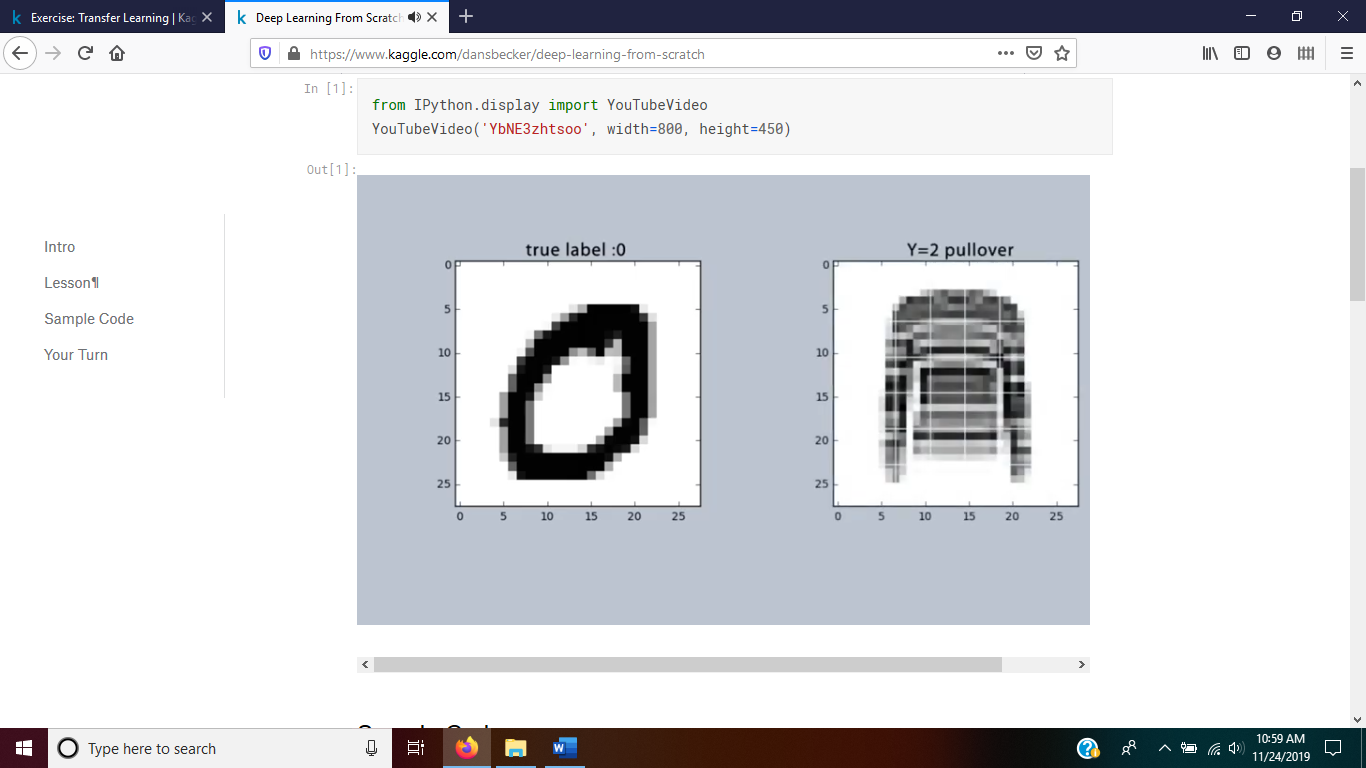 Exercise: Transfer Learning | Kag
Deep Learning From Scratch
https://www.kaggle.com/dansbecker/deep-learning-from-scratch
In [1]:
from IPython.display import YouTubeVideo
YouTubeVideo('YbNE3zhtsoo', width=800, height=450)
Out[1]:
Intro
Lesson¶
Sample Code
Your Turn
true label :0
0
5
10
15
20
25
0 5 10 15 20 25
Y=2 pullover
0
5
10
15
20
25
0 5 10 15 20 25
Type here to search
10:59 AM
11/24/2019